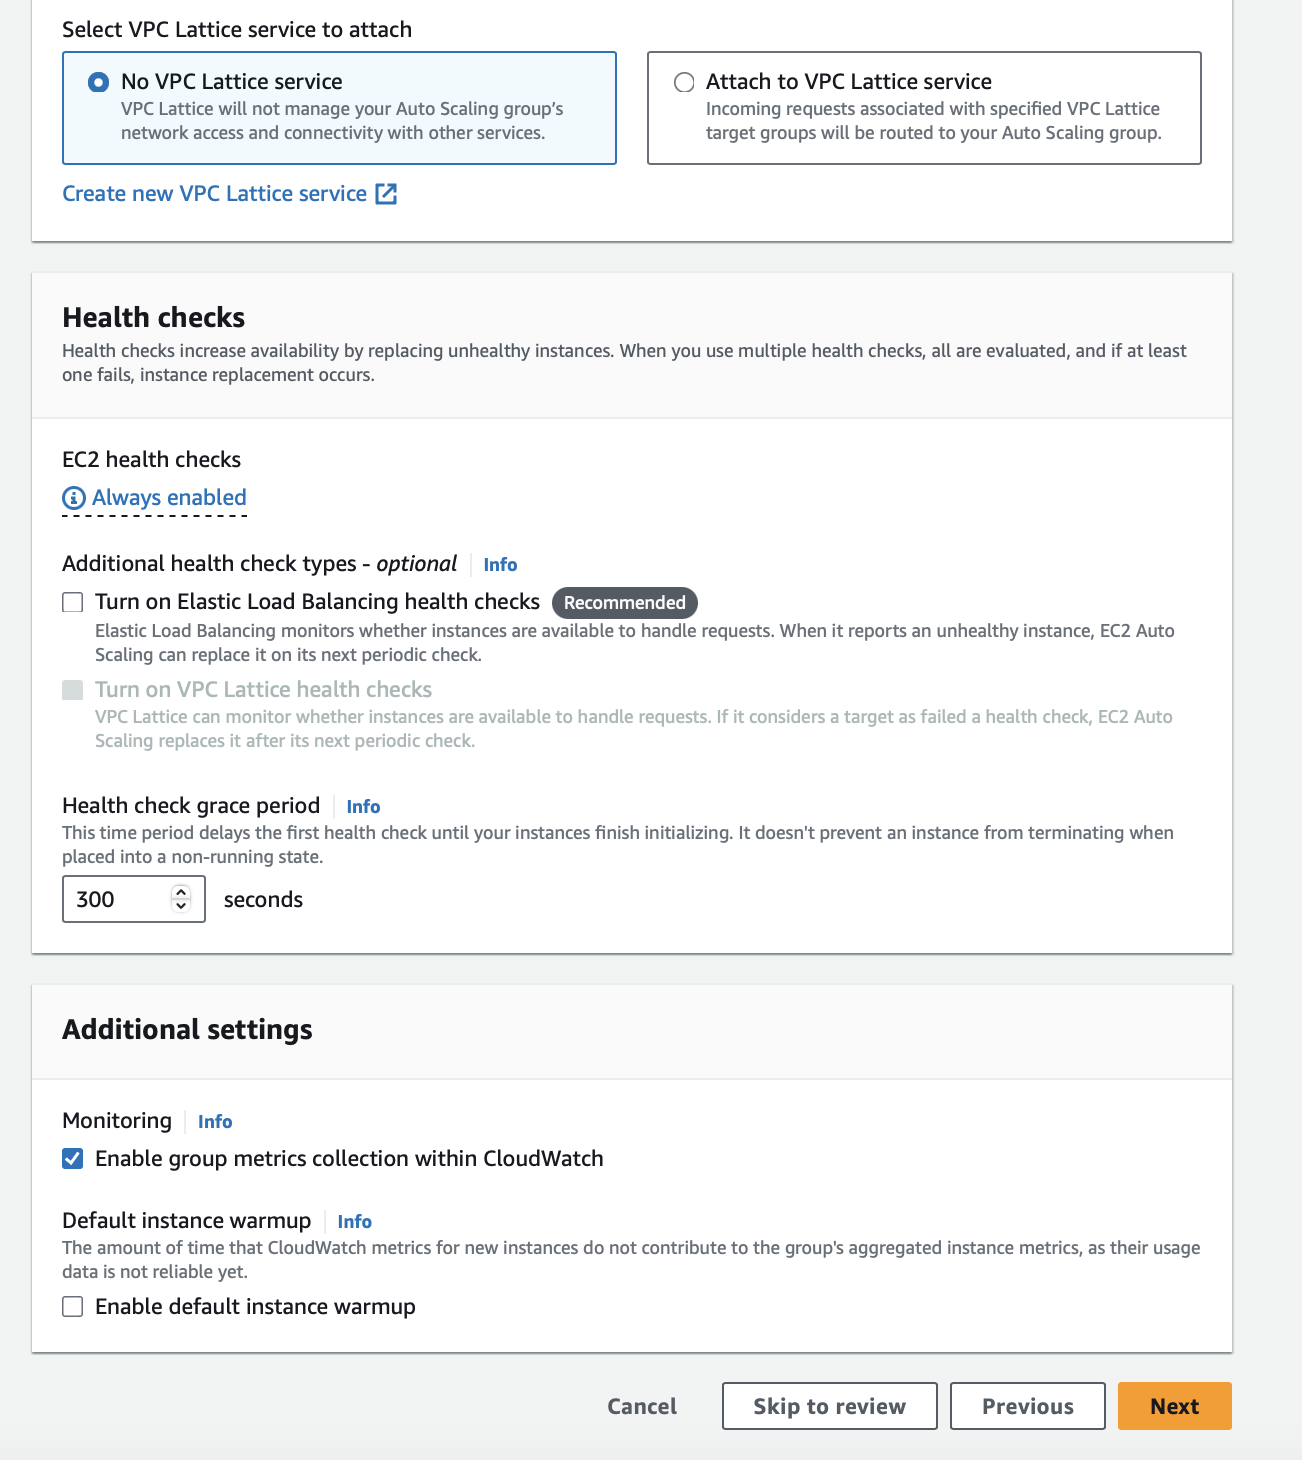 Select VPC Lattice service to attach
No VPC Lattice service
VPC Lattice will not manage your Auto Scaling group’s
network access and connectivity with other services.
Attach to VPC Lattice service
Incoming requests associated with specified VPC Lattice
target groups will be routed to your Auto Scaling group.
Create new VPC Lattice service
Health checks
Health checks increase availability by replacing unhealthy instances. When you use multiple health checks, all are evaluated, and if at least
one fails, instance replacement occurs.
EC2 health checks
Always enabled
Additional health check types - optional Info
Turn on Elastic Load Balancing health checks Recommended
Elastic Load Balancing monitors whether instances are available to handle requests. When it reports an unhealthy instance, EC2 Auto
Scaling can replace it on its next periodic check.
Turn on VPC Lattice health checks
VPC Lattice can monitor whether instances are available to handle requests. If it considers a target as failed a health check, EC2 Auto
Scaling replaces it after its next periodic check.
Health check grace period Info
This time period delays the first health check until your instances finish initializing. It doesn't prevent an instance from terminating when
placed into a non-running state.
300 seconds
Additional settings
Monitoring Info
Enable group metrics collection within CloudWatch
Default instance warmup Info
The amount of time that CloudWatch metrics for new instances do not contribute to the group's aggregated instance metrics, as their usage
data is not reliable yet.
Enable default instance warmup
Cancel Skip to review Previous Next